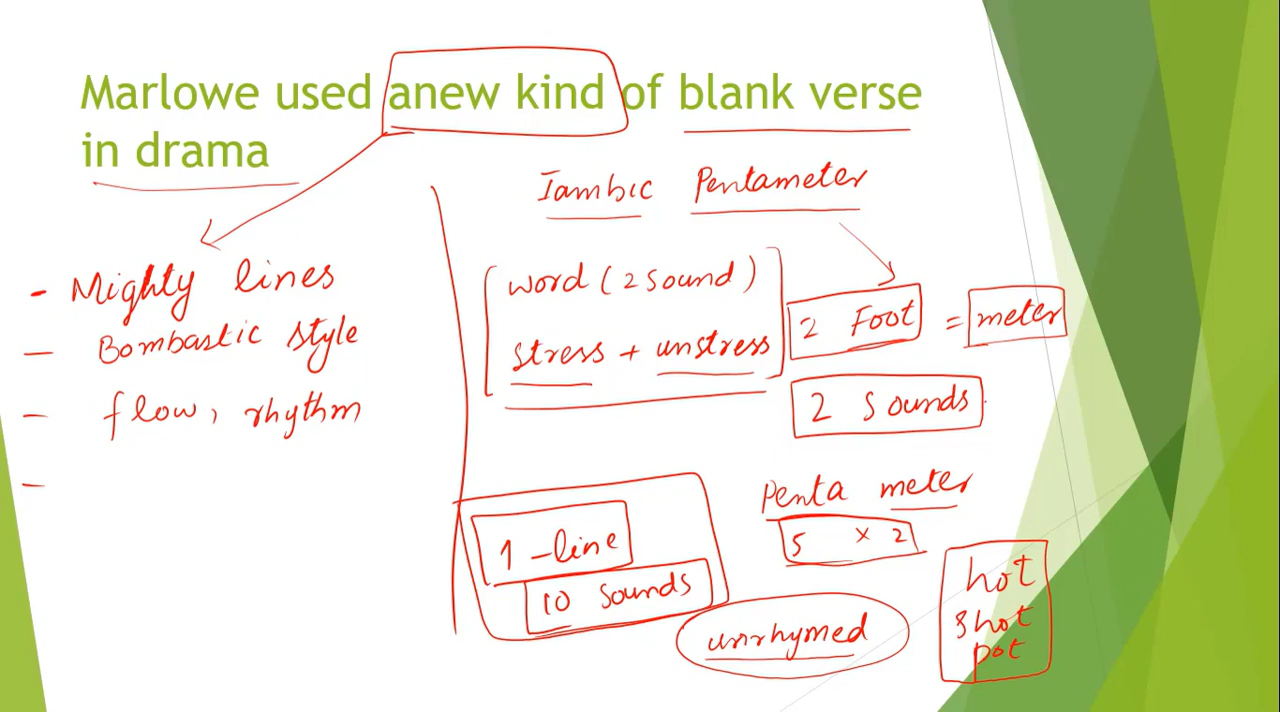 Marlowe used anew kind of blank verse
in drama
- Mighty lines
- Bombastic style
- flow, rhythm
-
Iambic Pentameter
word (2 sound)
stress + unstress
2 Foot = meter
2 sounds
Penta meter
5 x 2
1 - line
10 sounds
unrhymed
hot
shot
pot